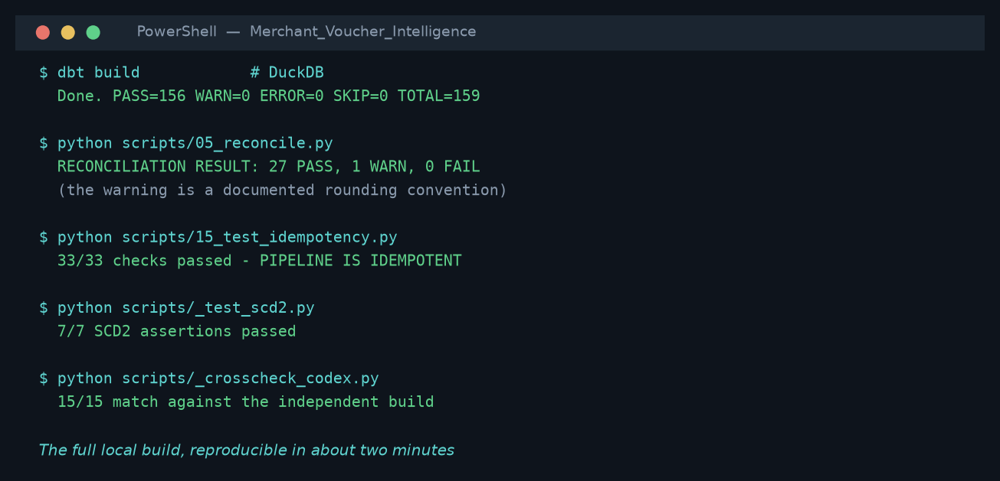 PowerShell — Merchant_Voucher_Intelligence
$ dbt build            # DuckDB
Done. PASS=156 WARN=0 ERROR=0 SKIP=0 TOTAL=159
$ python scripts/05_reconcile.py
RECONCILIATION RESULT: 27 PASS, 1 WARN, 0 FAIL
(the warning is a documented rounding convention)
$ python scripts/15_test_idempotency.py
33/33 checks passed - PIPELINE IS IDEMPOTENT
$ python scripts/_test_scd2.py
7/7 SCD2 assertions passed
$ python scripts/_crosscheck_codex.py
15/15 match against the independent build
The full local build, reproducible in about two minutes